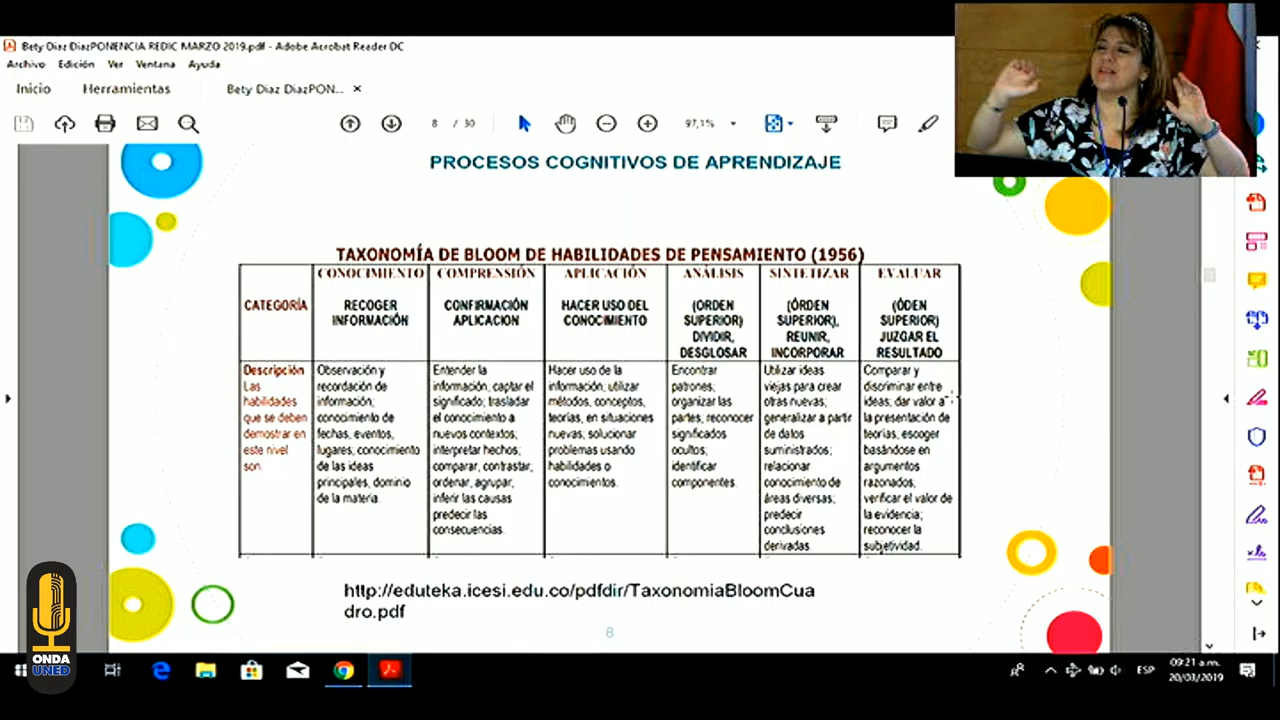 Bety Diaz DiazPONENCIA REDIC MARZO 2019.pdf - Adobe Acrobat Reader DC
Archivo Edición Ver Ventana Ayuda
Inicio Herramientas Bety Diaz DiazPON... ×
8 / 30 97,1%
PROCESOS COGNITIVOS DE APRENDIZAJE
TAXONOMÍA DE BLOOM DE HABILIDADES DE PENSAMIENTO (1956)
CATEGORÍA
CONOCIMIENTO
RECOGER
INFORMACIÓN
COMPRENSIÓN
CONFIRMACIÓN
APLICACION
APLICACIÓN
HACER USO DEL
CONOCIMIENTO
ANÁLISIS
(ORDEN
SUPERIOR)
DIVIDIR,
DESGLOSAR
SINTETIZAR
(ÓRDEN
SUPERIOR),
REUNIR,
INCORPORAR
EVALUAR
(ÓDEN
SUPERIOR)
JUZGAR EL
RESULTADO
Descripción
Las
habilidades
que se deben
demostrar en
este nivel
son
Observación y
recordación de
información;
conocimiento de
fechas, eventos,
lugares; conocimiento
de las ideas
principales, dominio
de la materia.
Entender la
información; captar el
significado; trasladar
el conocimiento a
nuevos contextos;
interpretar hechos;
comparar, contrastar;
ordenar, agrupar;
inferir las causas
predecir las
consecuencias.
Hacer uso de la
información; utilizar
métodos, conceptos,
teorías, en situaciones
nuevas; solucionar
problemas usando
habilidades o
conocimientos.
Encontrar
patrones;
organizar las
partes; reconocer
significados
ocultos;
identificar
componentes.
Utilizar ideas
viejas para crear
otras nuevas;
generalizar a partir
de datos
suministrados;
relacionar
conocimiento de
áreas diversas;
predecir
conclusiones
derivadas
Comparar y
discriminar entre
ideas; dar valor a
la presentación de
teorías; escoger
basándose en
argumentos
razonados;
verificar el valor de
la evidencia;
reconocer la
subjetividad.
http://eduteka.icesi.edu.co/pdfdir/TaxonomiaBloomCua
dro.pdf
8
ONDA
UNED
ESP
09:21 a.m.
20/03/2019